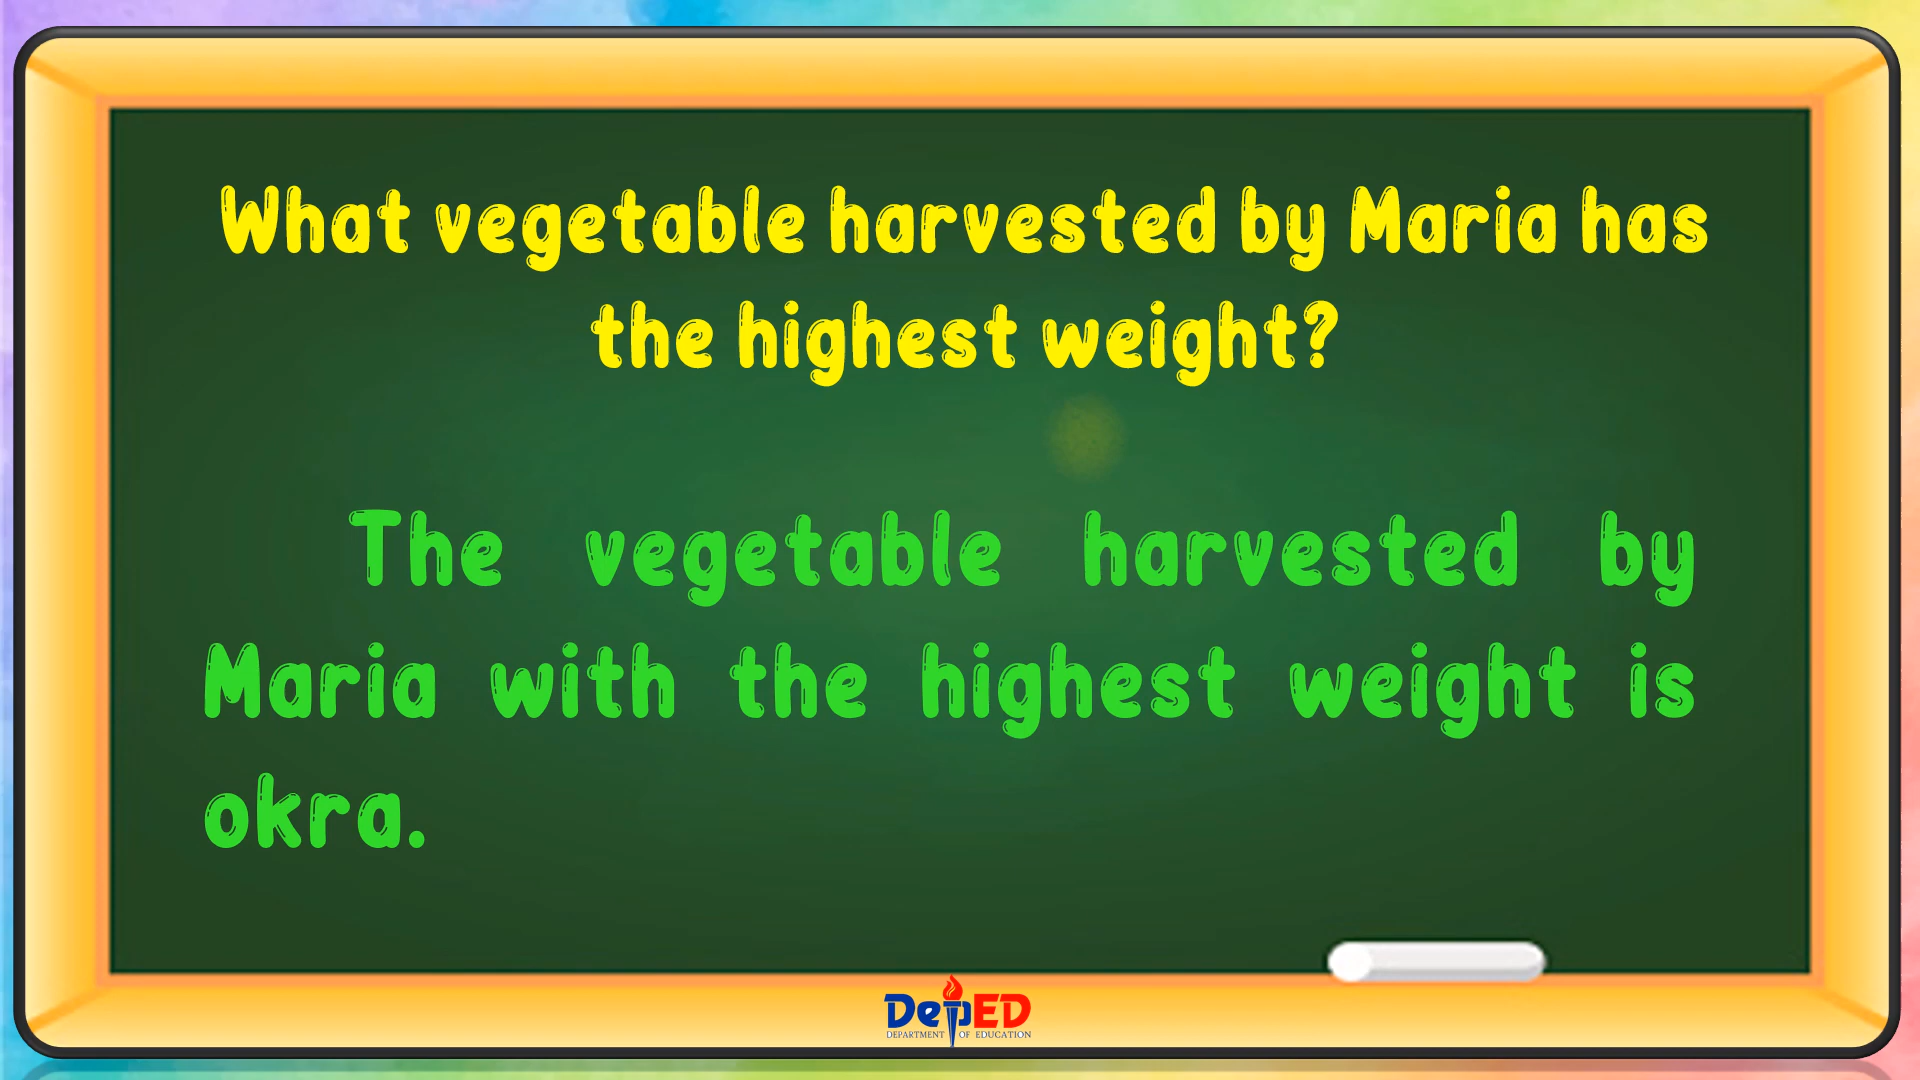 What vegetable harvested by Maria has
the highest weight?
The vegetable harvested by
Maria with the highest weight is
okra.
DepED
DEPARTMENT OF EDUCATION